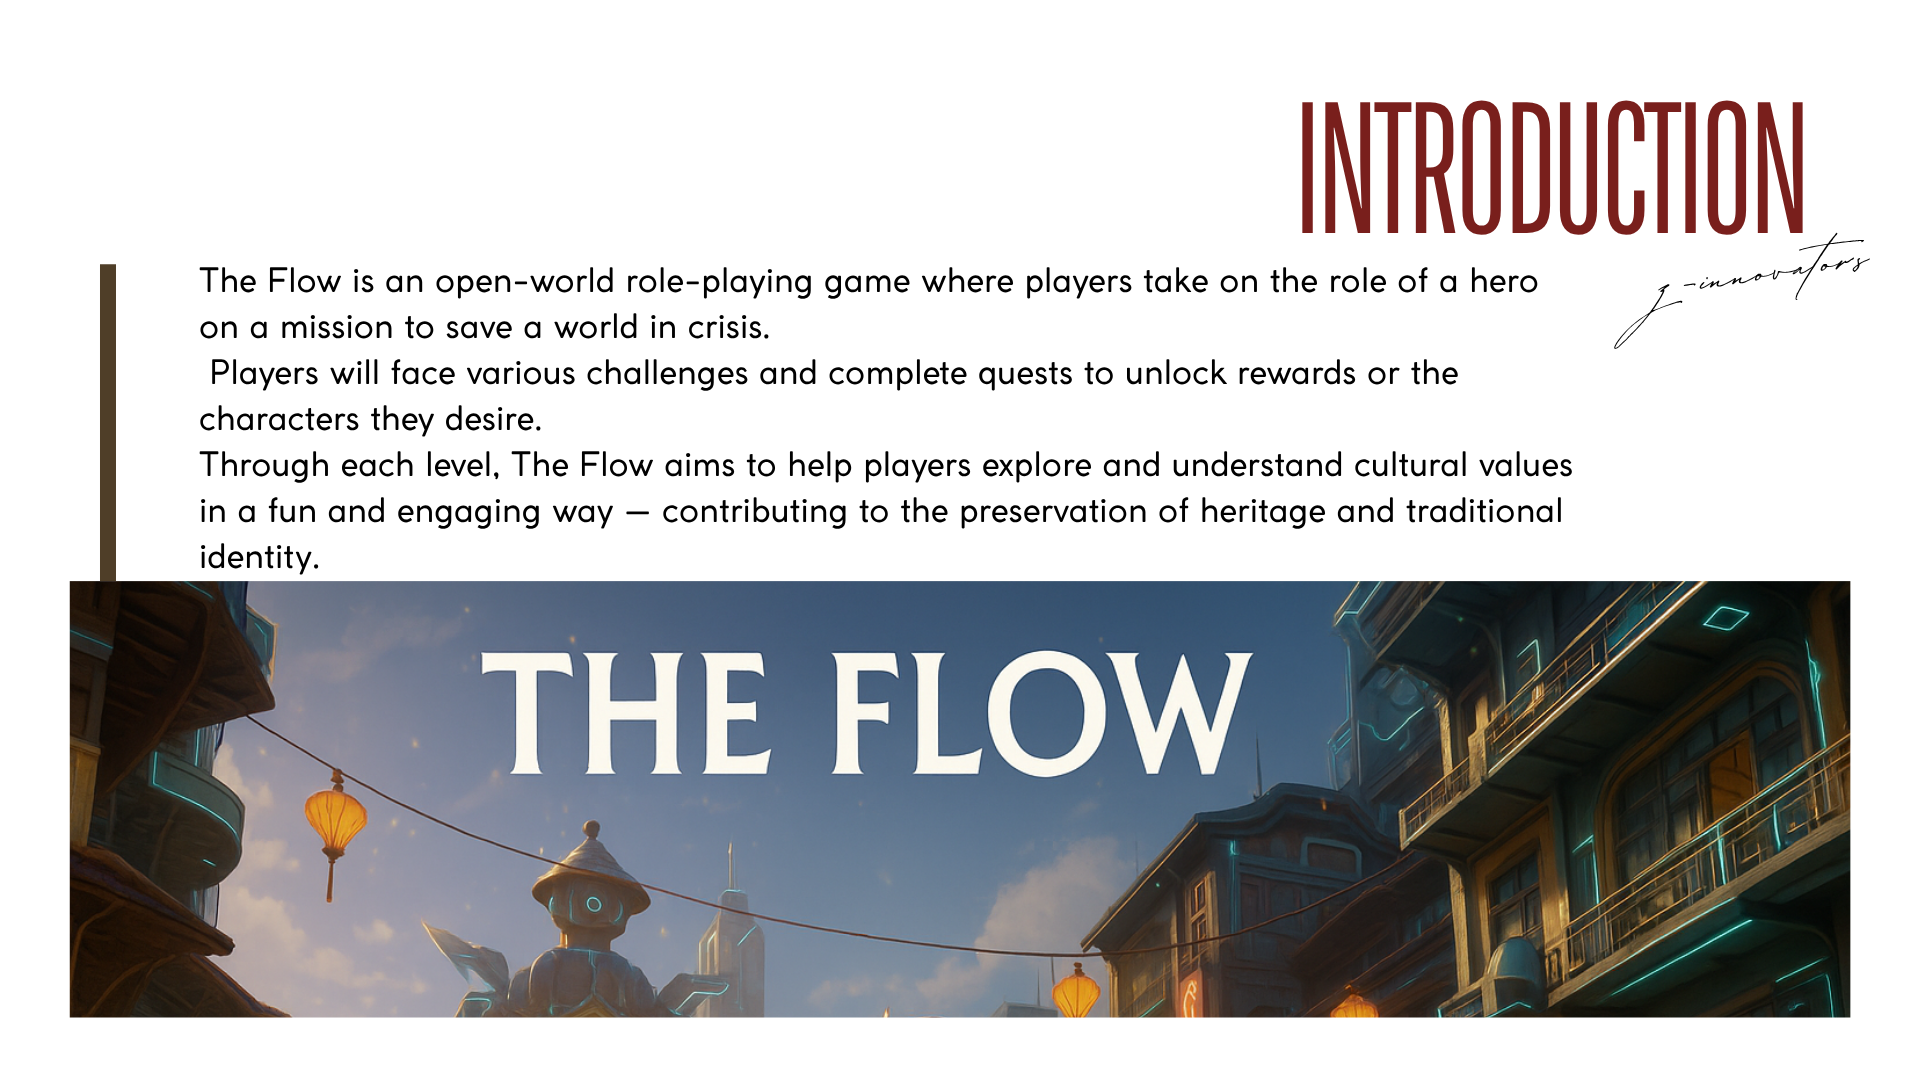 INTRODUCTION
z-innovators
The Flow is an open-world role-playing game where players take on the role of a hero
on a mission to save a world in crisis.
Players will face various challenges and complete quests to unlock rewards or the
characters they desire.
Through each level, The Flow aims to help players explore and understand cultural values
in a fun and engaging way — contributing to the preservation of heritage and traditional
identity.
THE FLOW